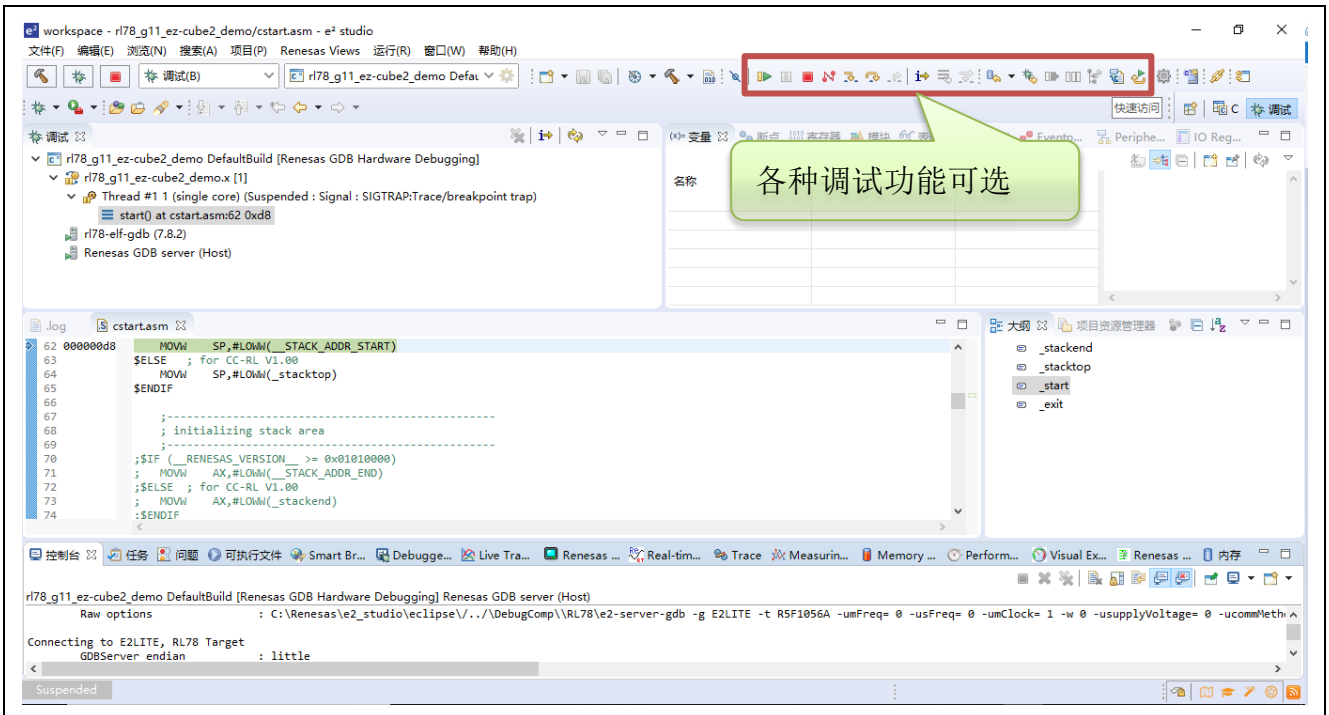 workspace - rl78_g11_ez-cube2_demo/cstart.asm - e² studio
文件(F) 编辑(E) 浏览(N) 搜索(A) 项目(P) Renesas Views 运行(R) 窗口(W) 帮助(H)
调试(B)
rl78_g11_ez-cube2_demo Defau
快速访问
C
调试
调试
rl78_g11_ez-cube2_demo DefaultBuild [Renesas GDB Hardware Debugging]
rl78_g11_ez-cube2_demo.x [1]
Thread #1 1 (single core) (Suspended : Signal : SIGTRAP:Trace/breakpoint trap)
start() at cstart.asm:62 0xd8
rl78-elf-gdb (7.8.2)
Renesas GDB server (Host)
(x)= 变量 断点 寄存器 模块 Evento... Periphe... IO Reg...
名称
各种调试功能可选
.log cstart.asm
62 000000d8 MOVW SP,#LOWW(__STACK_ADDR_START)
63 $ELSE ; for CC-RL V1.00
64 MOVW SP,#LOWW(_stacktop)
65 $ENDIF
66
67 ;-------------------------------------------------
68 ; initializing stack area
69 ;-------------------------------------------------
70 ;$IF (__RENESAS_VERSION__ >= 0x01010000)
71 ; MOVW AX,#LOWW(__STACK_ADDR_END)
72 ;$ELSE ; for CC-RL V1.00
73 ; MOVW AX,#LOWW(_stackend)
74 ;$ENDIF
大纲 项目资源管理器
_stackend
_stacktop
_start
_exit
控制台 任务 问题 可执行文件 Smart Br... Debugge... Live Tra... Renesas ... Real-tim... Trace Measurin... Memory ... Perform... Visual Ex... Renesas ... 内存
rl78_g11_ez-cube2_demo DefaultBuild [Renesas GDB Hardware Debugging] Renesas GDB server (Host)
Raw options : C:\Renesas\e2_studio\eclipse\/../\DebugComp\\RL78\e2-server-gdb -g E2LITE -t R5F1056A -umFreq= 0 -usFreq= 0 -umClock= 1 -w 0 -usupplyVoltage= 0 -ucommMeth
Connecting to E2LITE, RL78 Target
GDBServer endian : little
Suspended